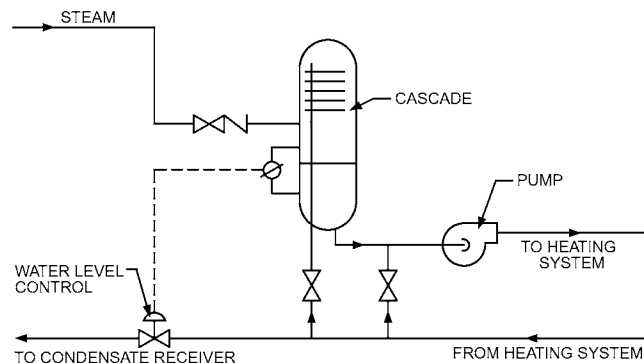 STEAM
CASCADE
PUMP
TO HEATING
SYSTEM
WATER LEVEL
CONTROL
TO CONDENSATE RECEIVER
FROM HEATING SYSTEM